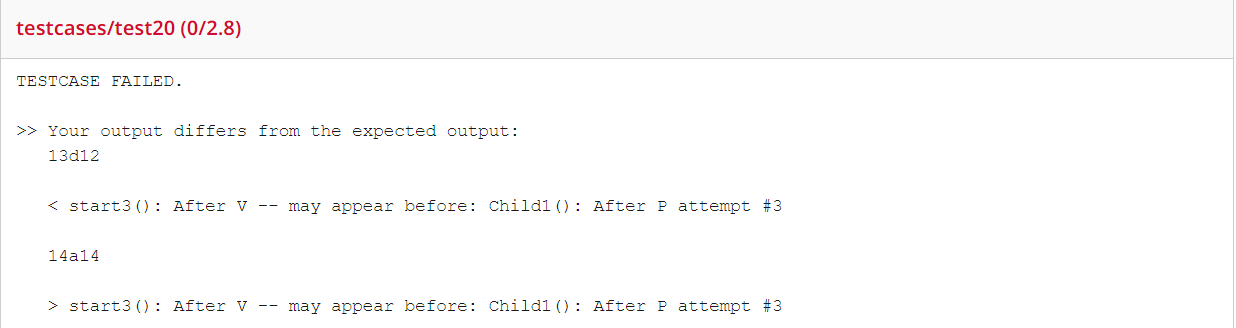 testcases/test20 (0/2.8)
TESTCASE FAILED.
>> Your output differs from the expected output:
13d12
< start3(): After V -- may appear before: Child1(): After P attempt #3
14a14
> start3(): After V -- may appear before: Child1(): After P attempt #3